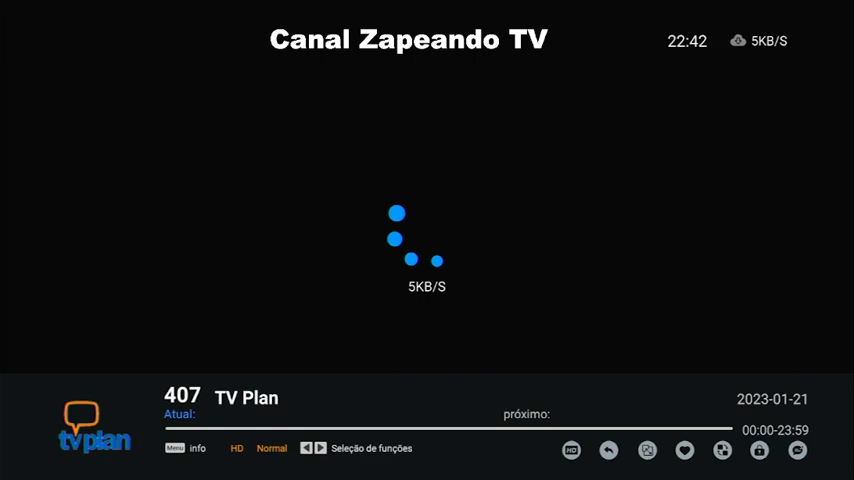 Canal Zapeando TV
22:42
5KB/S
5KB/S
407 TV Plan
2023-01-21
Atual:
próximo:
00:00-23:59
tvplan
Menu info HD Normal Seleção de funções
HD